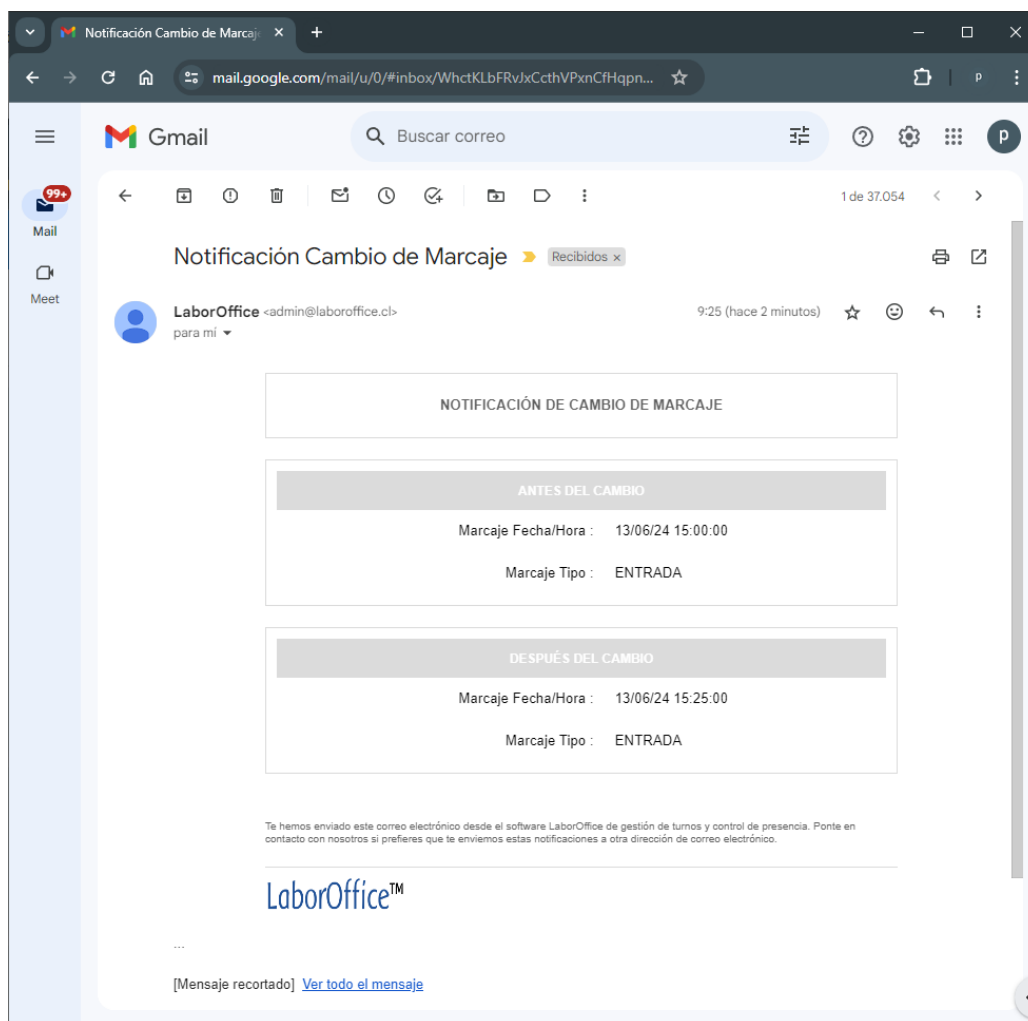 Notificación Cambio de Marcaje
mail.google.com/mail/u/0/#inbox/WhctKLbFRvJxCcthVPxnCfHqpn...
P
Gmail
Buscar correo
p
99+
Mail
Meet
1 de 37.054
Notificación Cambio de Marcaje
Recibidos x
LaborOffice <admin@laboroffice.cl>
9:25 (hace 2 minutos)
para mí
NOTIFICACIÓN DE CAMBIO DE MARCAJE
ANTES DEL CAMBIO
Marcaje Fecha/Hora : 13/06/24 15:00:00
Marcaje Tipo : ENTRADA
DESPUÉS DEL CAMBIO
Marcaje Fecha/Hora : 13/06/24 15:25:00
Marcaje Tipo : ENTRADA
Te hemos enviado este correo electrónico desde el software LaborOffice de gestión de turnos y control de presencia. Ponte en
contacto con nosotros si prefieres que te enviemos estas notificaciones a otra dirección de correo electrónico.
LaborOffice™
...
[Mensaje recortado] Ver todo el mensaje